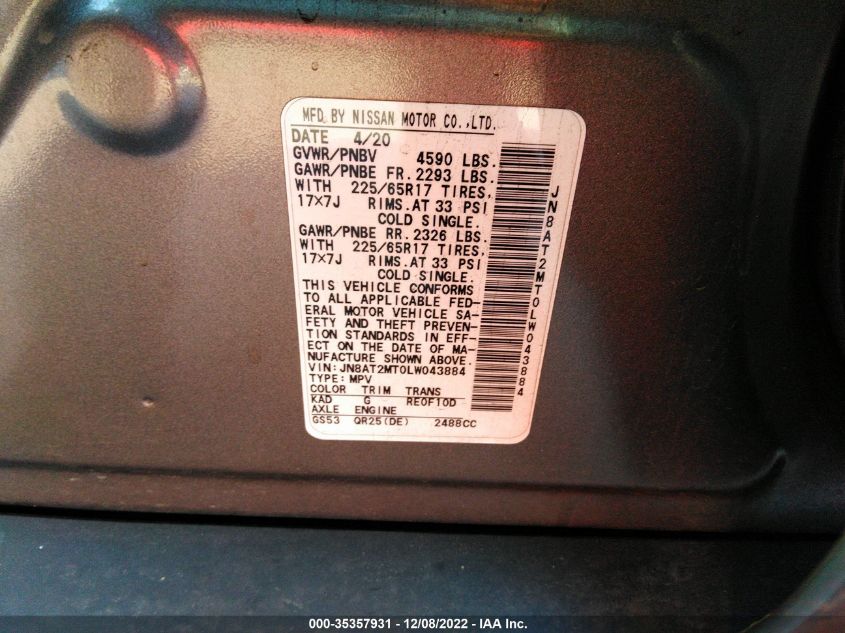 MFD BY NISSAN MOTOR CO.,LTD.
DATE 4/20
GVWR/PNBV 4590 LBS.
GAWR/PNBE FR.2293 LBS.
WITH 225/65R17 TIRES,
17×7J RIMS.AT 33 PSI
COLD SINGLE.
GAWR/PNBE RR.2326 LBS.
WITH 225/65R17 TIRES,
17×7J RIMS.AT 33 PSI
COLD SINGLE.
THIS VEHICLE CONFORMS
TO ALL APPLICABLE FED-
ERAL MOTOR VEHICLE SA-
FETY AND THEFT PREVEN-
TION STANDARDS IN EFF-
ECT ON THE DATE OF MA-
NUFACTURE SHOWN ABOVE.
VIN: JN8AT2MT0LW043884
TYPE: MPV
COLOR TRIM TRANS
KAD G RE0F10D
AXLE ENGINE
GS53 QR25(DE) 2488CC
JN8AT2MT0LW043884
000-35357931 - 12/08/2022 - IAA Inc.